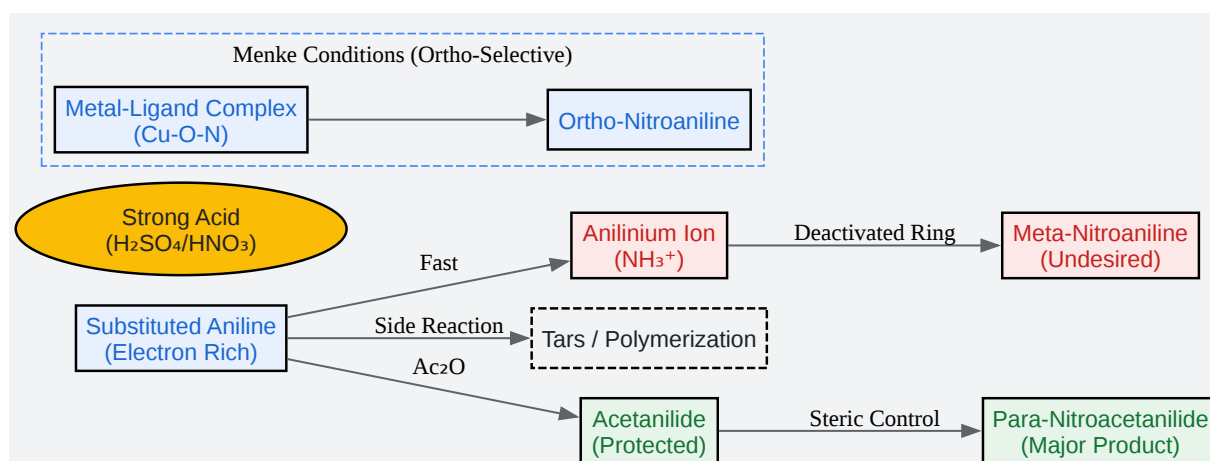 Menke Conditions (Ortho-Selective)
Metal-Ligand Complex
(Cu-O-N)
Ortho-Nitroaniline
Strong Acid
(H₂SO₄/HNO₃)
Fast
Anilinium Ion
(NH₃⁺)
Deactivated Ring
Meta-Nitroaniline
(Undesired)
Substituted Aniline
(Electron Rich)
Side Reaction
Tars / Polymerization
Ac₂O
Acetanilide
(Protected)
Steric Control
Para-Nitroacetanilide
(Major Product)